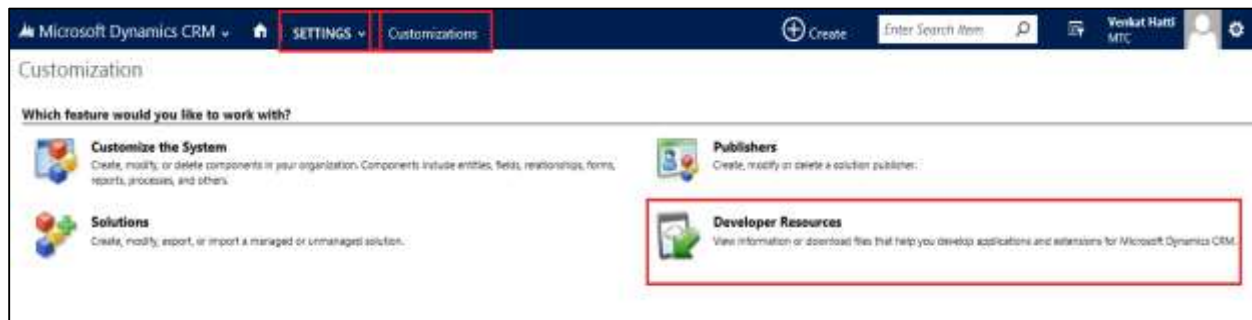 Microsoft Dynamics CRM
SETTINGS
Customizations
Create
Enter Search Item
Venkat Hatti
MTC
Customization
Which feature would you like to work with?
Customize the System
Create, modify, or delete components in your organization. Components include entities, fields, relationships, forms,
reports, processes, and others.
Publishers
Create, modify or delete a solution publisher.
Solutions
Create, modify, export, or import a managed or unmanaged solution.
Developer Resources
View information or download files that help you develop applications and extensions for Microsoft Dynamics CRM.